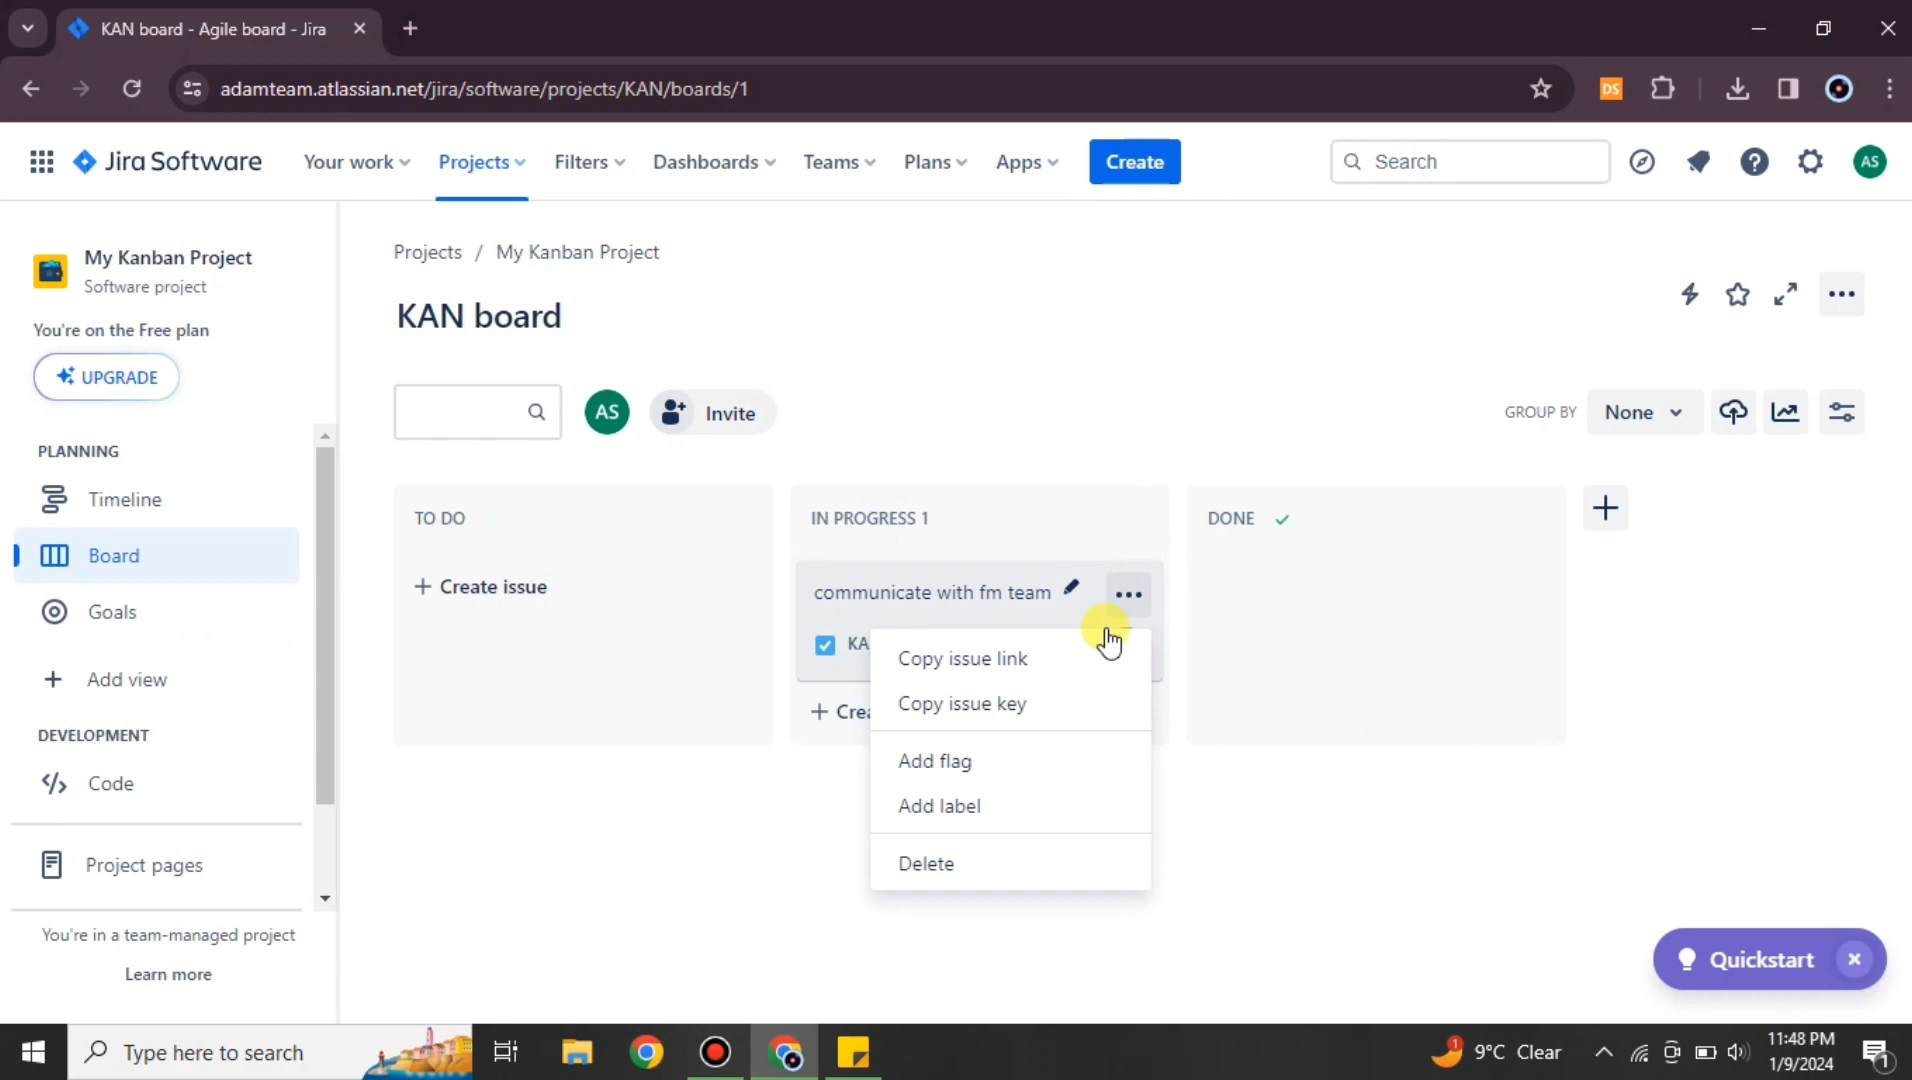 KAN board - Agile board - Jira
adamteam.atlassian.net/jira/software/projects/KAN/boards/1
DS
Jira Software
Your work
Projects
Filters
Dashboards
Teams
Plans
Apps
Create
Search
AS
My Kanban Project
Software project
You're on the Free plan
UPGRADE
PLANNING
Timeline
Board
Goals
Add view
DEVELOPMENT
Code
Project pages
You're in a team-managed project
Learn more
Projects / My Kanban Project
KAN board
AS
Invite
GROUP BY
None
TO DO
+ Create issue
IN PROGRESS 1
communicate with fm team
KA
+ Crea
DONE
Copy issue link
Copy issue key
Add flag
Add label
Delete
Quickstart
Type here to search
1
9°C Clear
11:48 PM
1/9/2024
1